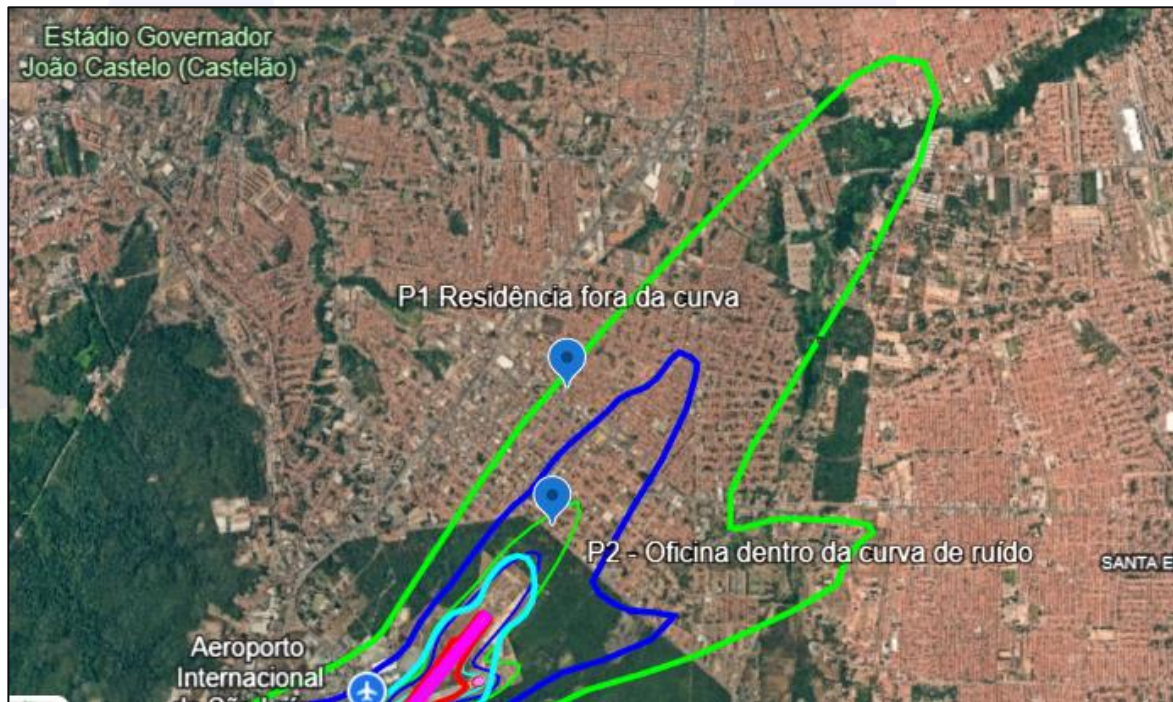 Estádio Governador
João Castelo (Castelão)
P1 Residência fora da curva
P2 - Oficina dentro da curva de ruído
SANTA E
Aeroporto
Internacional